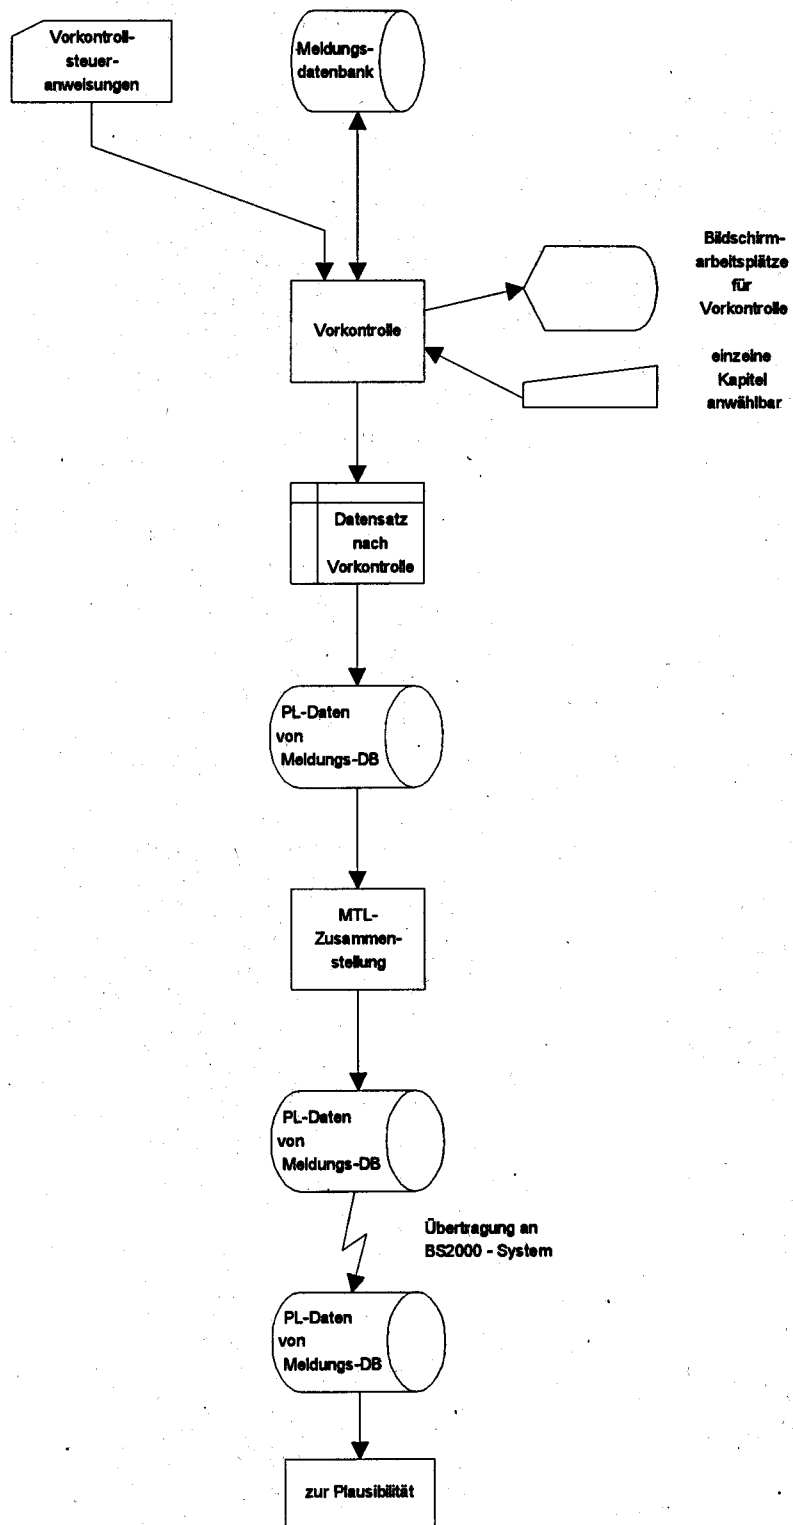 Vorkontroll-
steuer-
anweisungen
Meldungs-
datenbank
Bildschirm-
arbeitsplätze
für
Vorkontrolle
Vorkontrolle
einzelne
Kapitel
anwählbar
Datensatz
nach
Vorkontrolle
PL-Daten
von
Meldungs-DB
MTL-
Zusammen-
stellung
PL-Daten
von
Meldungs-DB
Übertragung an
BS2000 - System
PL-Daten
von
Meldungs-DB
zur Plausibilität